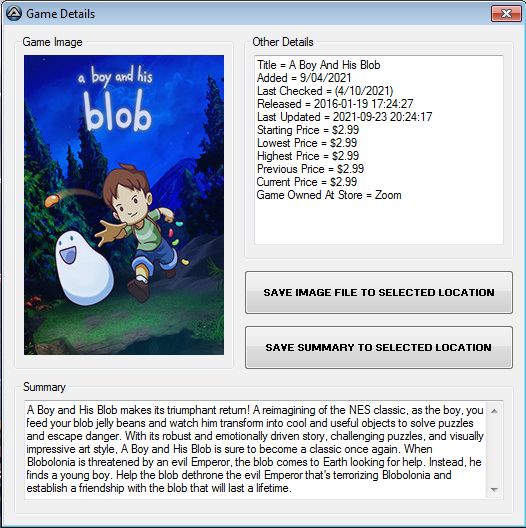 Game Details
Game Image
a boy and his
blob
Other Details
Title = A Boy And His Blob
Added = 9/04/2021
Last Checked = (4/10/2021)
Released = 2016-01-19 17:24:27
Last Updated = 2021-09-23 20:24:17
Starting Price = $2.99
Lowest Price = $2.99
Highest Price = $2.99
Previous Price = $2.99
Current Price = $2.99
Game Owned At Store = Zoom
SAVE IMAGE FILE TO SELECTED LOCATION
SAVE SUMMARY TO SELECTED LOCATION
Summary
A Boy and His Blob makes its triumphant return! A reimagining of the NES classic, as the boy, you
feed your blob jelly beans and watch him transform into cool and useful objects to solve puzzles
and escape danger. With its robust and emotionally driven story, challenging puzzles, and visually
impressive art style, A Boy and His Blob is sure to become a classic once again. When
Blobolonia is threatened by an evil Emperor, the blob comes to Earth looking for help. Instead, he
finds a young boy. Help the blob dethrone the evil Emperor that's terrorizing Blobolonia and
establish a friendship with the blob that will last a lifetime.